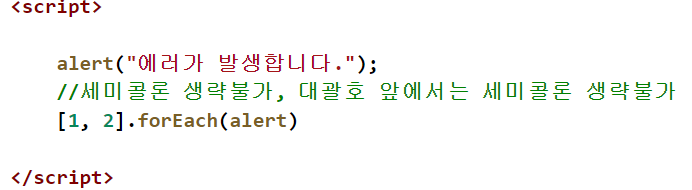 <script>
alert("에러가 발생합니다.");
//세미콜론 생략불가, 대괄호 앞에서는 세미콜론 생략불가
[1, 2].forEach(alert)
</script>